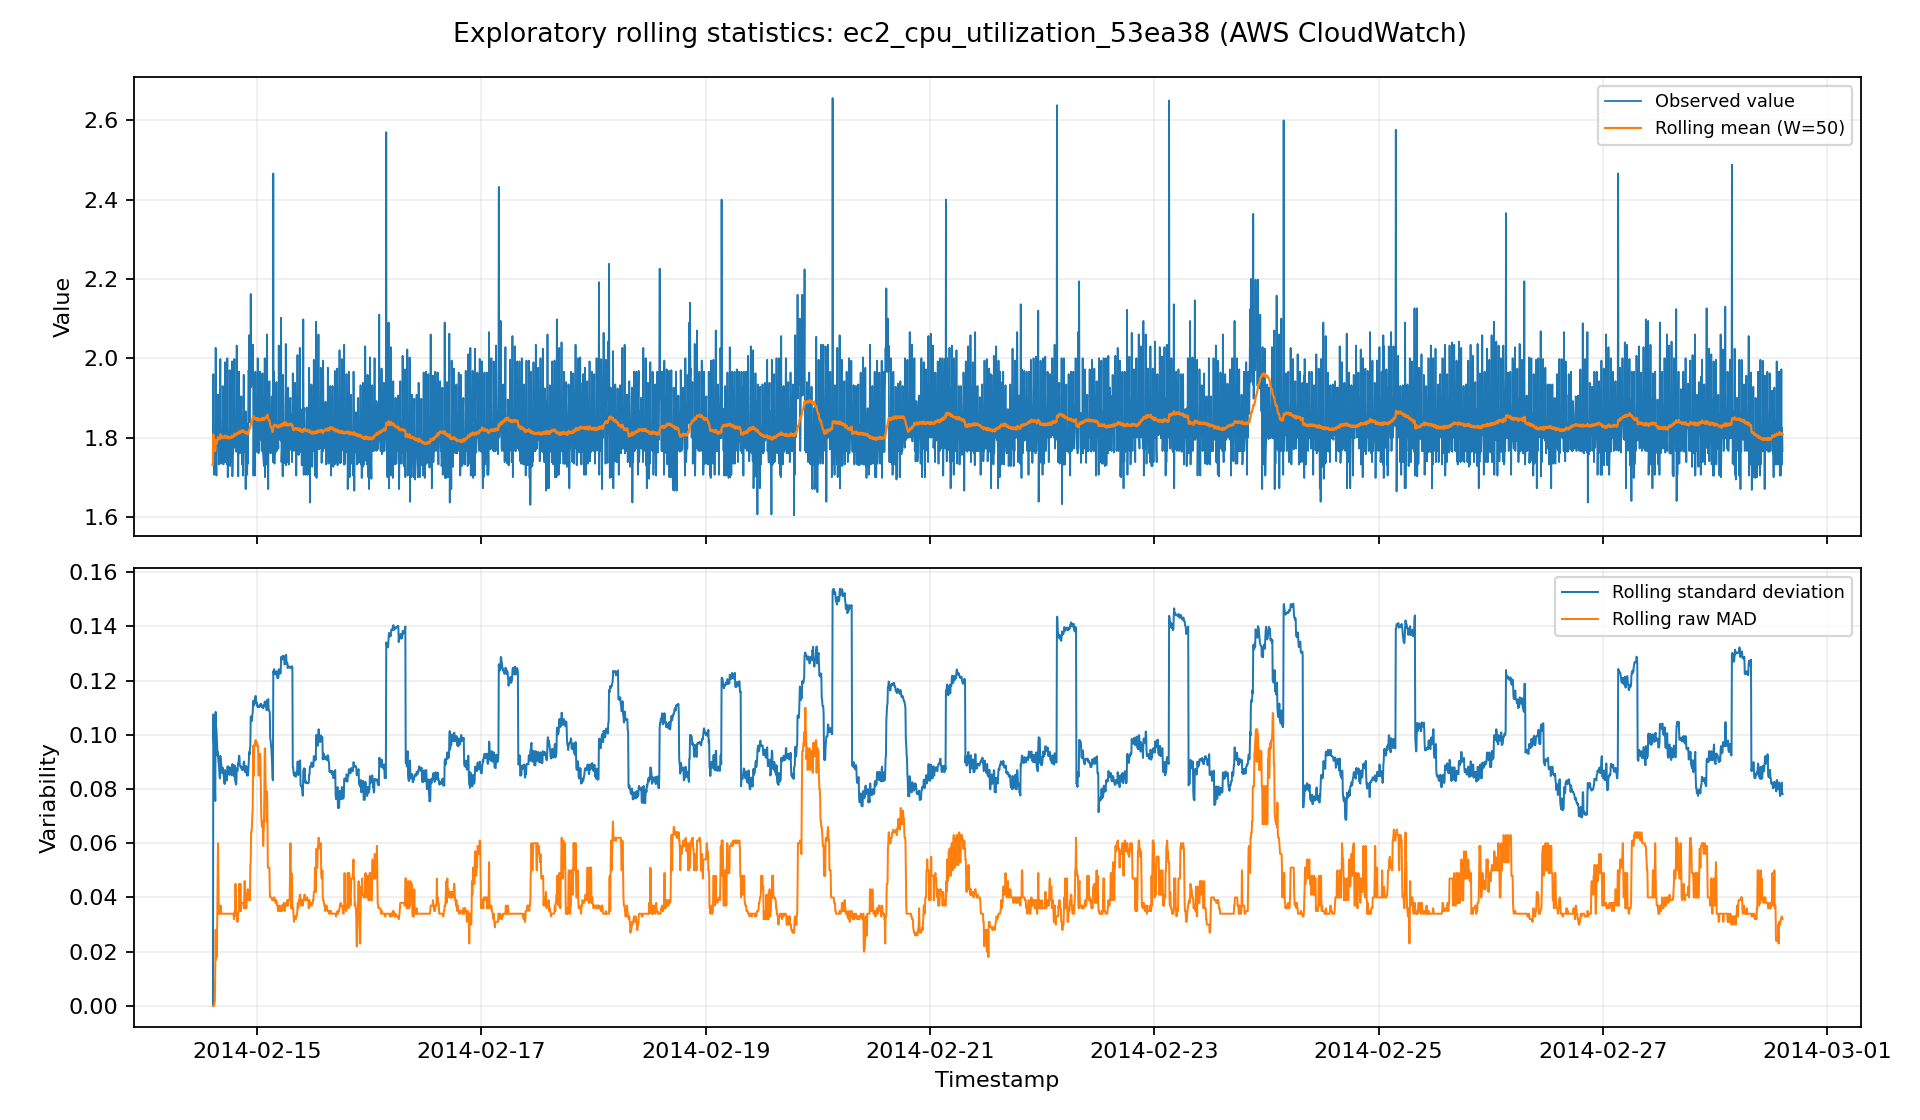 Exploratory rolling statistics: ec2_cpu_utilization_53ea38 (AWS CloudWatch)
Observed value
Rolling mean (W=50)
Value
2.6
2.4
2.2
2.0
1.8
1.6
Rolling standard deviation
Rolling raw MAD
Variability
0.16
0.14
0.12
0.10
0.08
0.06
0.04
0.02
0.00
2014-02-15
2014-02-17
2014-02-19
2014-02-21
2014-02-23
2014-02-25
2014-02-27
2014-03-01
Timestamp